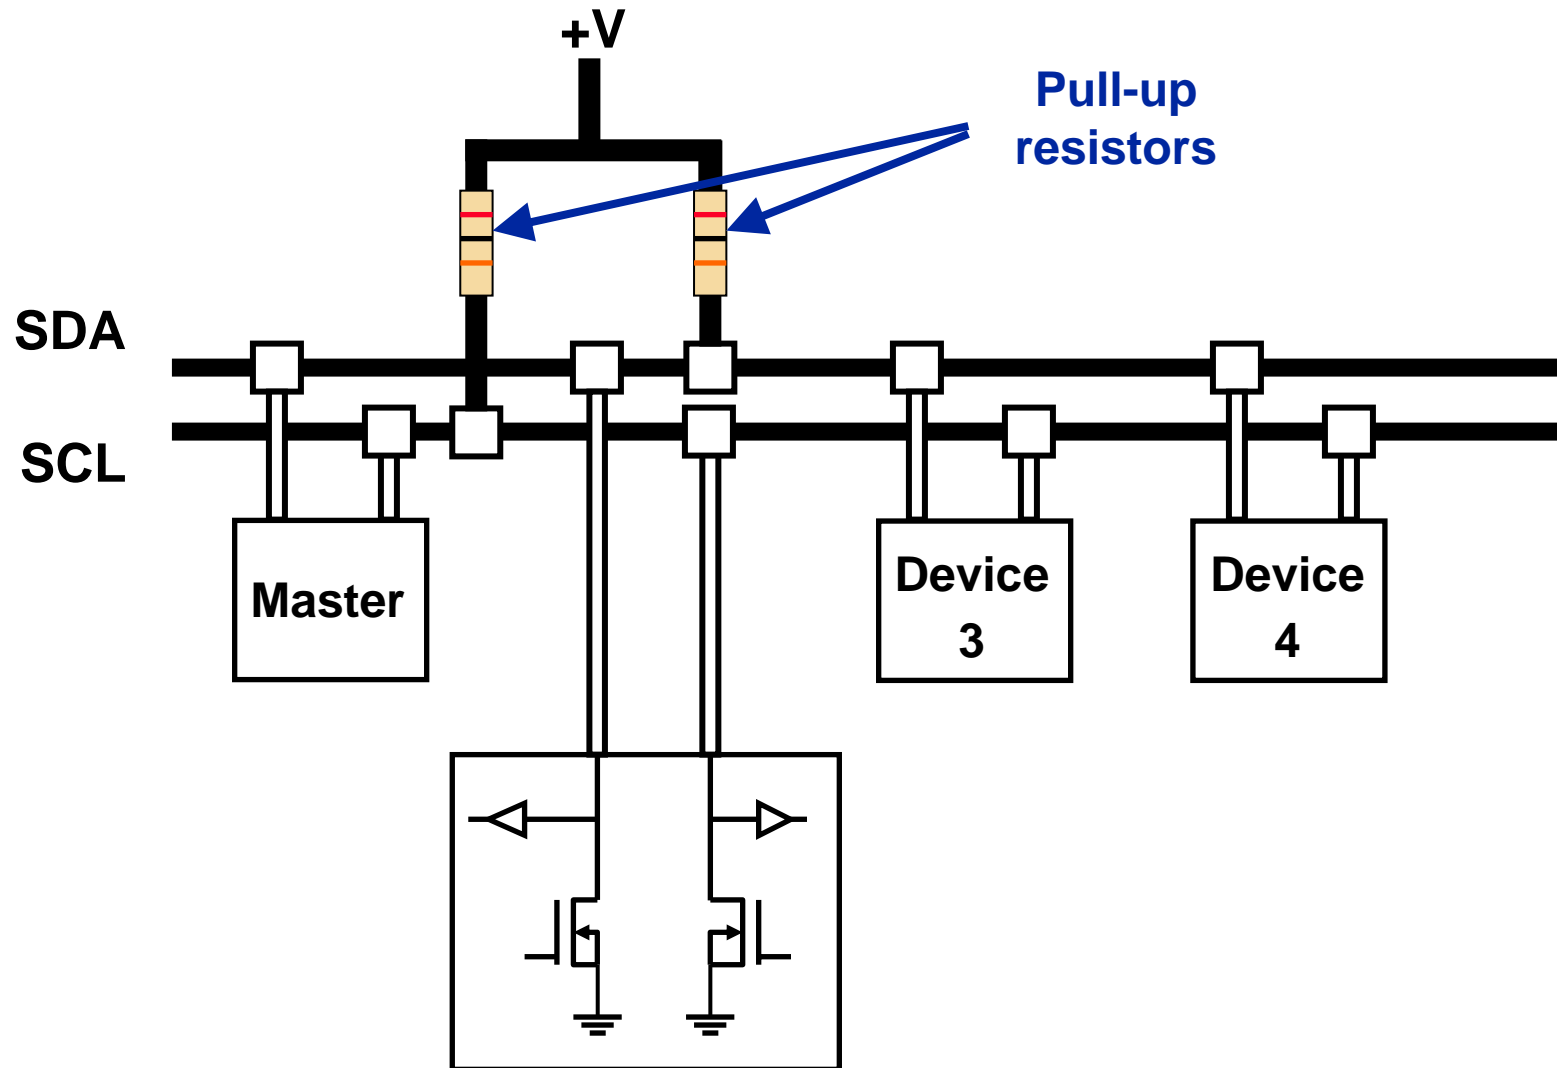 +V
Pull-up
resistors
SDA
SCL
Master
Device
3
Device
4